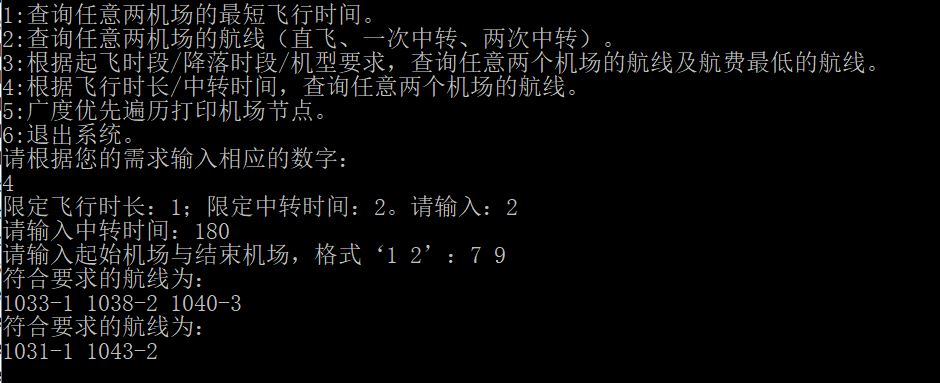 1:查询任意两机场的最短飞行时间。
2:查询任意两机场的航线（直飞、一次中转、两次中转）。
3:根据起飞时段/降落时段/机型要求，查询任意两个机场的航线及航费最低的航线。
4:根据飞行时长/中转时间，查询任意两个机场的航线。
5:广度优先遍历打印机场节点。
6:退出系统。
请根据您的需求输入相应的数字：
4
限定飞行时长：1；限定中转时间：2。请输入：2
请输入中转时间：180
请输入起始机场与结束机场，格式‘1 2’：7 9
符合要求的航线为：
1033-1 1038-2 1040-3
符合要求的航线为：
1031-1 1043-2